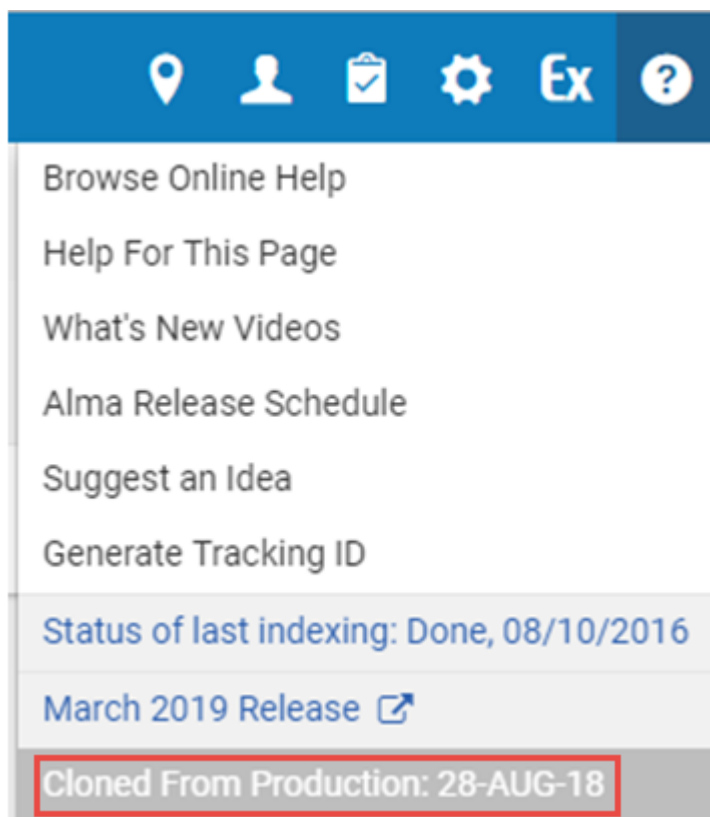 Ex ?
Browse Online Help
Help For This Page
What's New Videos
Alma Release Schedule
Suggest an Idea
Generate Tracking ID
Status of last indexing: Done, 08/10/2016
March 2019 Release
Cloned From Production: 28-AUG-18